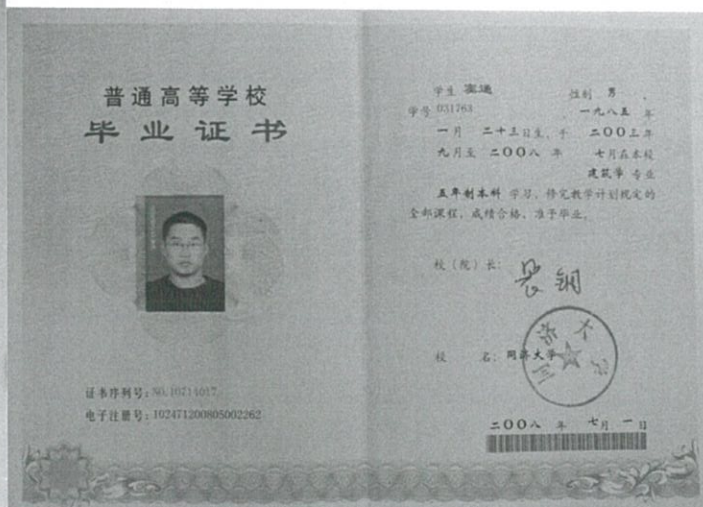 普通高等学校
毕业证书
证书序列号：NO.10214017
电子注册号：102471200805002262
学生 性别 男 ，
学号 031763 ， 一九八五 年
一月 二十三日生，于 二〇〇三年
九月至 二〇〇八 年 七月在本校
建筑学 专业
五年制本科 学习，修完教学计划规定的
全部课程，成绩合格，准予毕业。
校（院）长：
校 名：同济大学
同济大学
二〇〇八 年 七月 一日